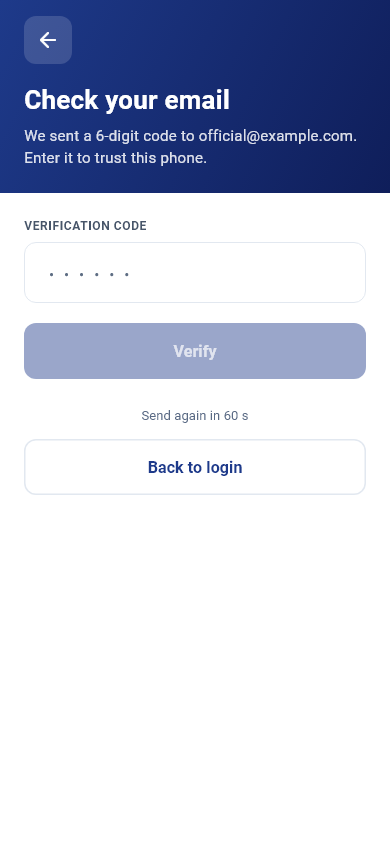 Check your email
We sent a 6-digit code to official@example.com.
Enter it to trust this phone.
VERIFICATION CODE
• • • • • •
Verify
Send again in 60 s
Back to login